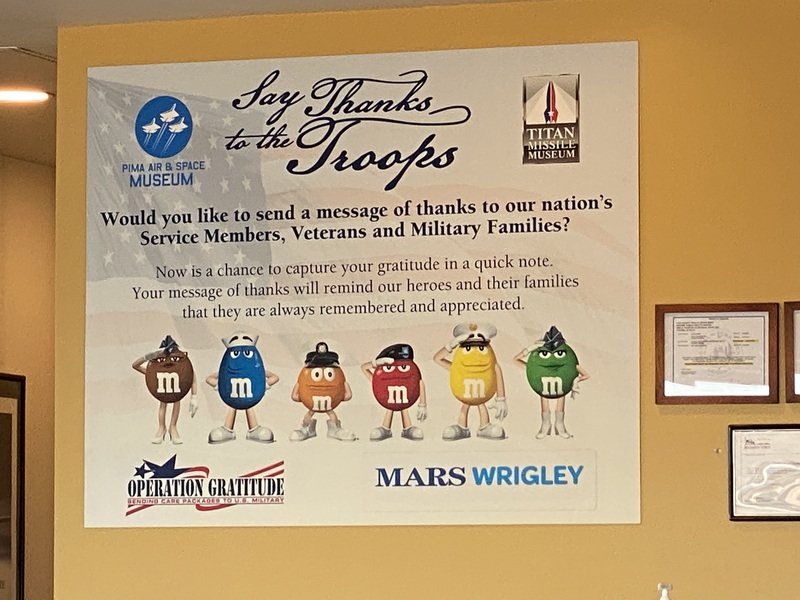 Say Thanks
to the Troops
PIMA AIR & SPACE
MUSEUM
TITAN
MISSILE
MUSEUM
Would you like to send a message of thanks to our nation's
Service Members, Veterans and Military Families?
Now is a chance to capture your gratitude in a quick note.
Your message of thanks will remind our heroes and their families
that they are always remembered and appreciated.
m m m m m m
OPERATION GRATITUDE
SENDING CARE PACKAGES TO U.S. MILITARY
MARS WRIGLEY